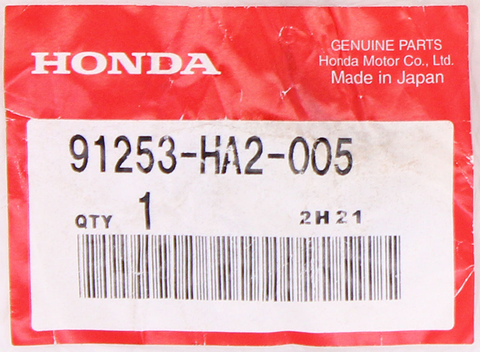 HONDA
GENUINE PARTS
Honda Motor Co., Ltd.
Made in Japan
91253-HA2-005
QTY 1 2H21